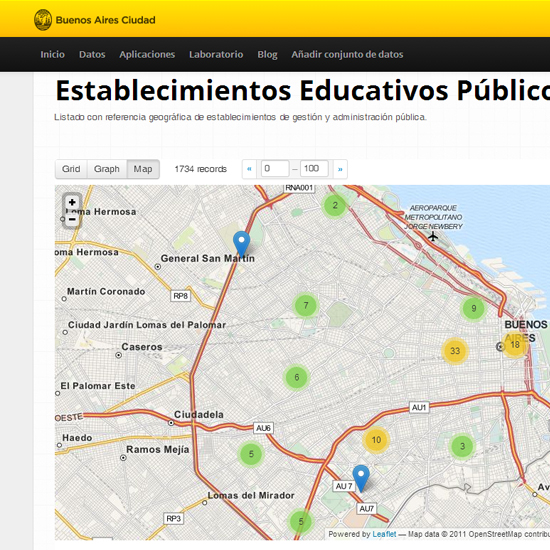 Buenos Aires Ciudad
Inicio Datos Aplicaciones Laboratorio Blog Añadir conjunto de datos
Establecimientos Educativos Público
Listado con referencia geográfica de establecimientos de gestión y administración pública.
Grid Graph Map 1734 records « 0 – 100 »
+
−
RNA001
2
AEROPARQUE
METROPOLITANO
JORGE NEWBERY
Loma Hermosa
oma Hermosa
General San Martín
Martín Coronado
RP8
7
9
Ciudad Jardín Lomas del Palomar
BUENOS
AIRES
18
Caseros
33
6
El Palomar Este
AU1
OESTE
Ciudadela
AU6
Haedo
10
3
Ramos Mejía
5
AU 7
Av
Lomas del Mirador
AU7
RP3
5
Powered by Leaflet — Map data © 2011 OpenStreetMap contribu